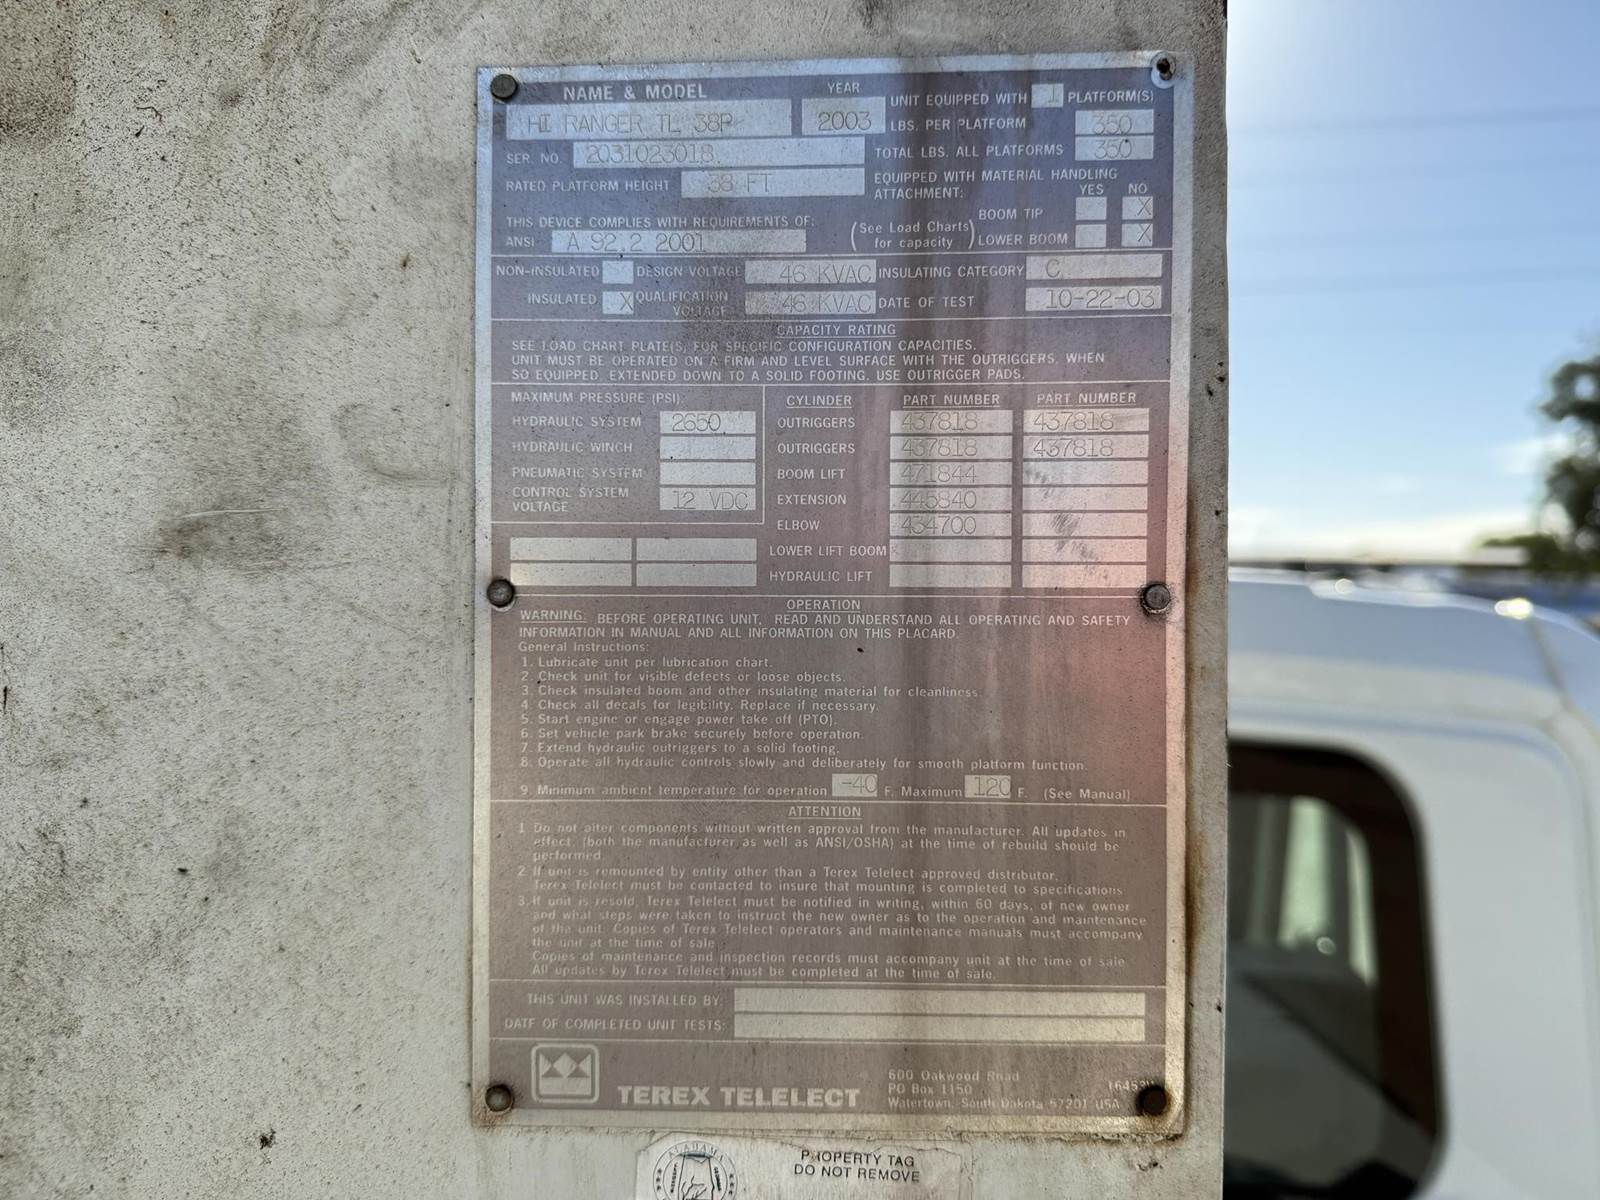 NAME & MODEL YEAR
HI RANGER TL 38P 2003
UNIT EQUIPPED WITH 1 PLATFORM(S)
LBS. PER PLATFORM 350
SER. NO. 2031023018
TOTAL LBS. ALL PLATFORMS 350
RATED PLATFORM HEIGHT 38 FT
EQUIPPED WITH MATERIAL HANDLING
ATTACHMENT: YES NO
THIS DEVICE COMPLIES WITH REQUIREMENTS OF:
ANSI A 92.2 2001
(See Load Charts
for capacity)
BOOM TIP X
LOWER BOOM X
NON-INSULATED DESIGN VOLTAGE 46 KVAC INSULATING CATEGORY C
INSULATED X QUALIFICATION
VOLTAGE 46 KVAC DATE OF TEST 10-22-03
CAPACITY RATING
SEE LOAD CHART PLATE(S) FOR SPECIFIC CONFIGURATION CAPACITIES.
UNIT MUST BE OPERATED ON A FIRM AND LEVEL SURFACE WITH THE OUTRIGGERS, WHEN
SO EQUIPPED, EXTENDED DOWN TO A SOLID FOOTING. USE OUTRIGGER PADS.
MAXIMUM PRESSURE (PSI)
HYDRAULIC SYSTEM 2650
HYDRAULIC WINCH
PNEUMATIC SYSTEM
CONTROL SYSTEM
VOLTAGE 12 VDC
CYLINDER PART NUMBER PART NUMBER
OUTRIGGERS 437818 437818
OUTRIGGERS 437818 437818
BOOM LIFT 471844
EXTENSION 445840
ELBOW 434700
LOWER LIFT BOOM
HYDRAULIC LIFT
OPERATION
WARNING: BEFORE OPERATING UNIT, READ AND UNDERSTAND ALL OPERATING AND SAFETY
INFORMATION IN MANUAL AND ALL INFORMATION ON THIS PLACARD.
General Instructions:
1. Lubricate unit per lubrication chart.
2. Check unit for visible defects or loose objects.
3. Check insulated boom and other insulating material for cleanliness.
4. Check all decals for legibility. Replace if necessary.
5. Start engine or engage power take off (PTO).
6. Set vehicle park brake securely before operation.
7. Extend hydraulic outriggers to a solid footing.
8. Operate all hydraulic controls slowly and deliberately for smooth platform function.
9. Minimum ambient temperature for operation -40 F. Maximum 120 F. (See Manual)
ATTENTION
1. Do not alter components without written approval from the manufacturer. All updates in
effect, (both the manufacturer as well as ANSI/OSHA) at the time of rebuild should be
performed.
2. If unit is remounted by entity other than a Terex Telelect approved distributor,
Terex Telelect must be contacted to insure that mounting is completed to specifications
3. If unit is resold, Terex Telelect must be notified in writing, within 60 days, of new owner
and what steps were taken to instruct the new owner as to the operation and maintenance
of the unit. Copies of Terex Telelect operators and maintenance manuals must accompany
the unit at the time of sale.
Copies of maintenance and inspection records must accompany unit at the time of sale.
All updates by Terex Telelect must be completed at the time of sale.
THIS UNIT WAS INSTALLED BY:
DATE OF COMPLETED UNIT TESTS:
TEREX TELELECT
600 Oakwood Road
PO Box 1150
Watertown, South Dakota 57201 USA
ALABAMA
PROPERTY TAG
DO NOT REMOVE